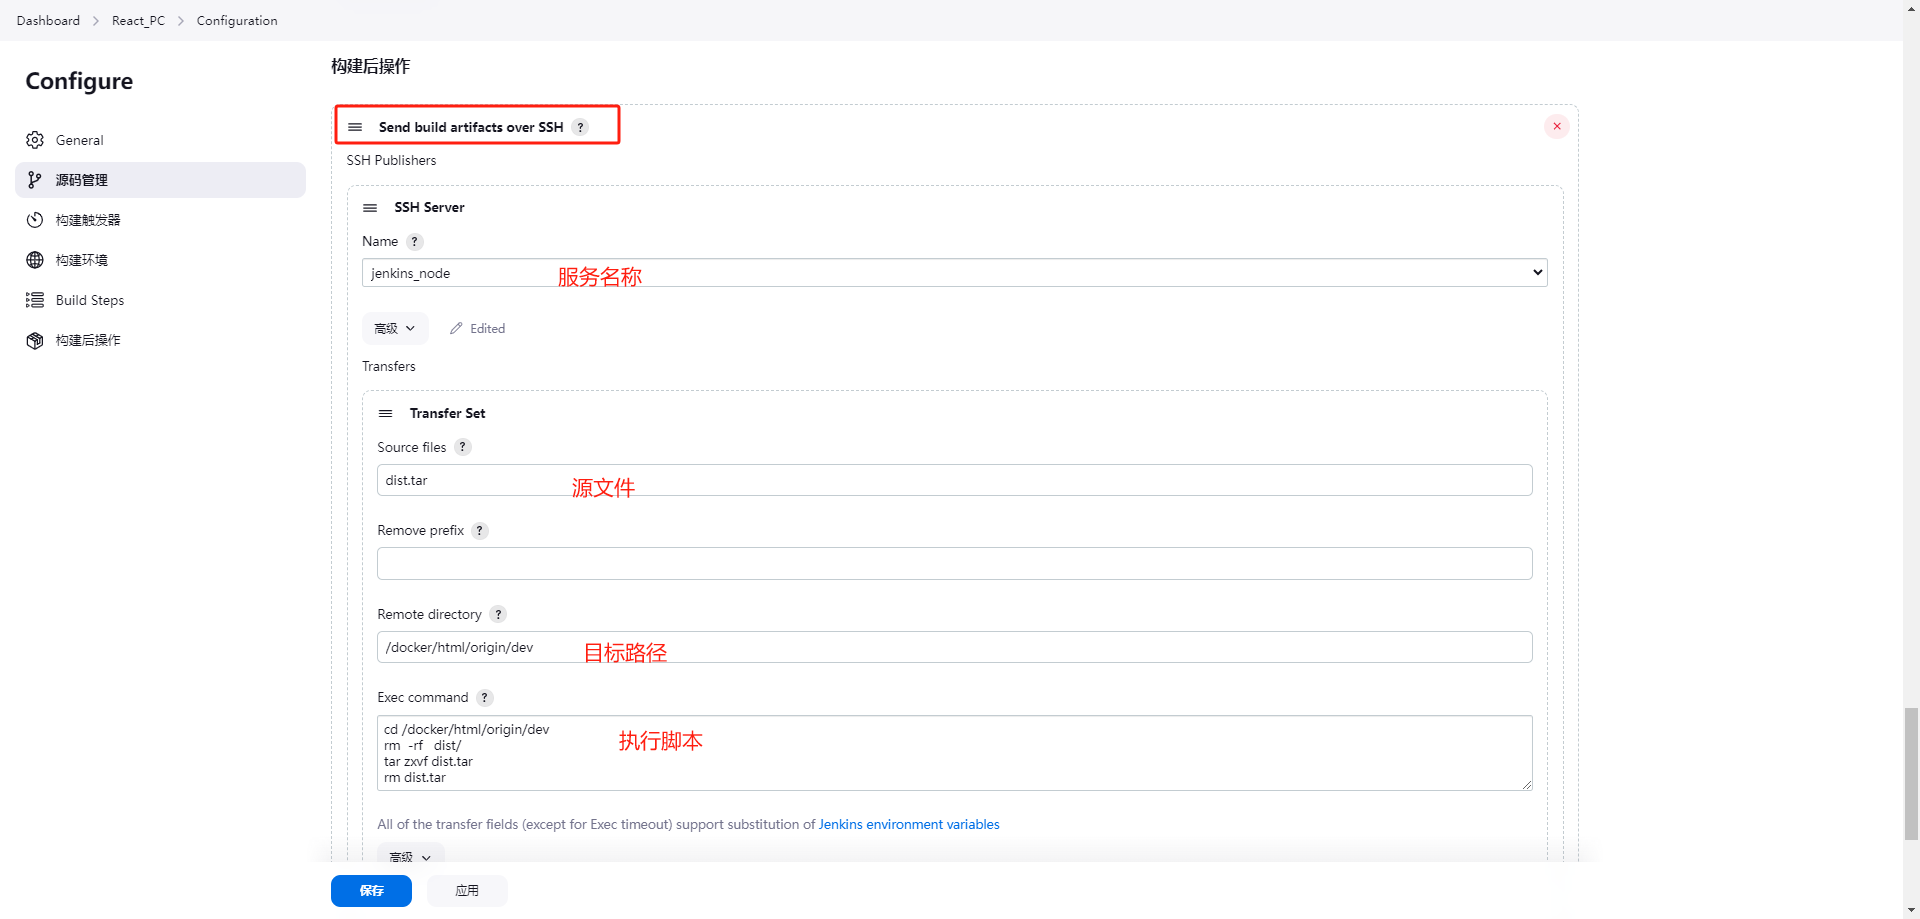 Dashboard > React_PC > Configuration
Configure
General
源码管理
构建触发器
构建环境
Build Steps
构建后操作
构建后操作
Send build artifacts over SSH ?
SSH Publishers
SSH Server
Name ?
jenkins_node 服务名称
高级 Edited
Transfers
Transfer Set
Source files ?
dist.tar 源文件
Remove prefix ?
Remote directory ?
/docker/html/origin/dev 目标路径
Exec command ?
cd /docker/html/origin/dev
rm -rf dist/
tar zxvf dist.tar
rm dist.tar
执行脚本
All of the transfer fields (except for Exec timeout) support substitution of Jenkins environment variables
高级
保存 应用